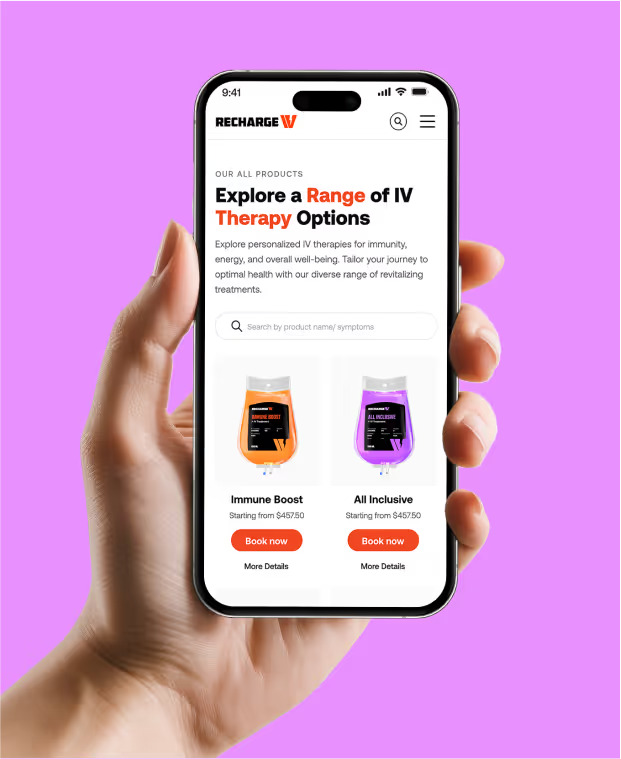 9:41
RECHARGE IV
OUR ALL PRODUCTS
Explore a Range of IV
Therapy Options
Explore personalized IV therapies for immunity,
energy, and overall well-being. Tailor your journey to
optimal health with our diverse range of revitalizing
treatments.
Search by product name/ symptoms
RECHARGE IV
IMMUNE BOOST
RECHARGE IV
ALL INCLUSIVE
Immune Boost
All Inclusive
Starting from $457.50
Starting from $457.50
Book now
Book now
More Details
More Details